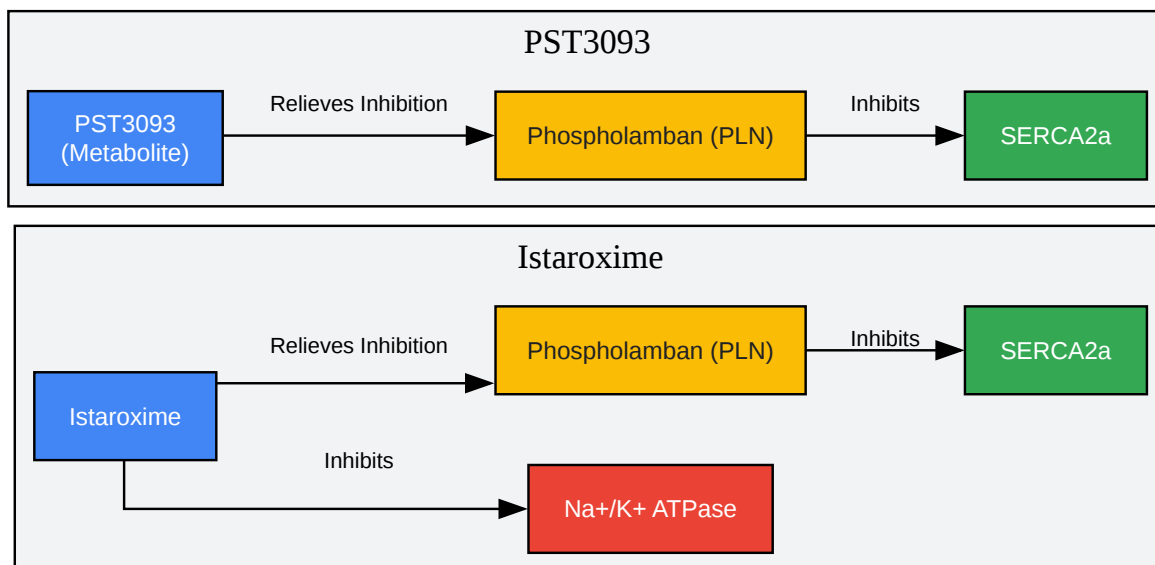 PST3093
Relieves Inhibition
Inhibits
PST3093
(Metabolite)
Phospholamban (PLN)
SERCA2a
Istaroxime
Relieves Inhibition
Phospholamban (PLN)
Inhibits
SERCA2a
Istaroxime
Inhibits
Na+/K+ ATPase